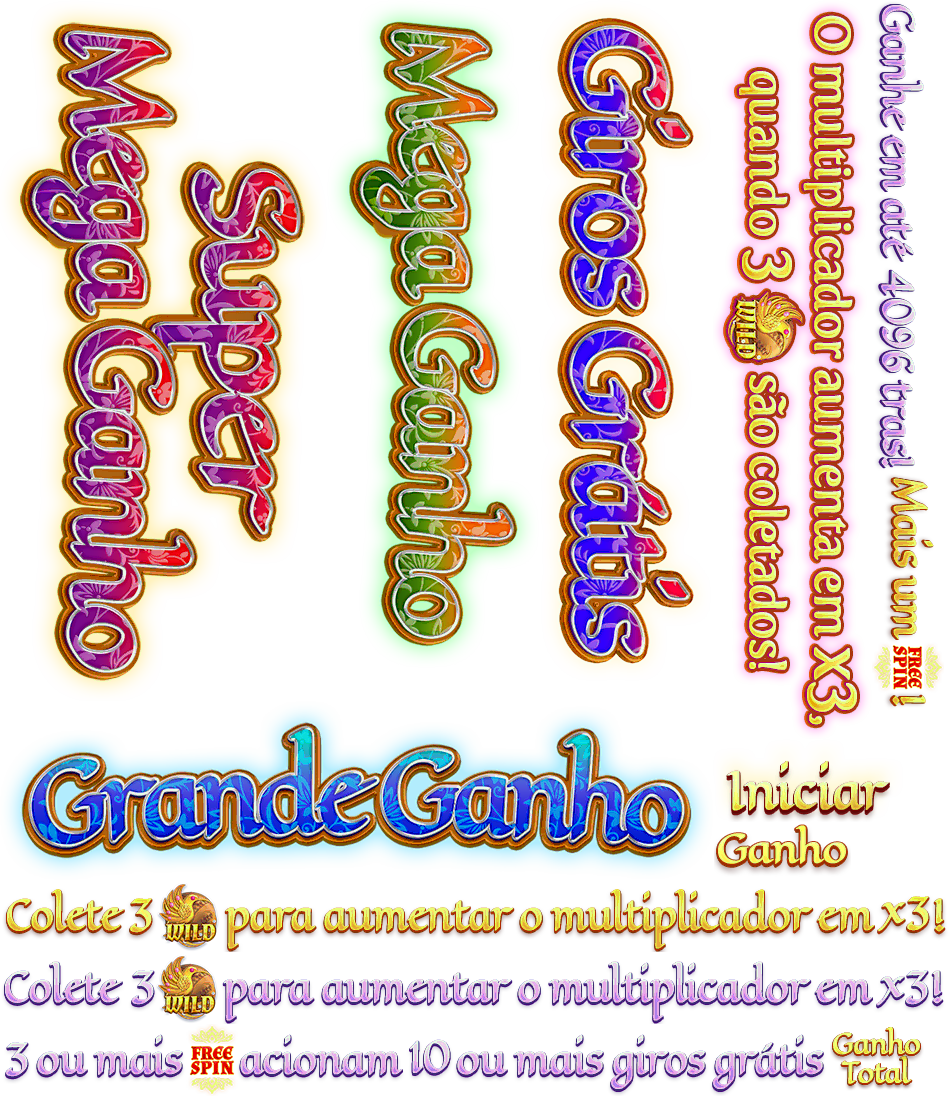 Super
Mega Ganho
Mega Ganho
Giros Grátis
O multiplicador aumenta em X3,
quando 3 WILD são coletados!
Ganhe em até 4096 tras!
Mais um FREE SPIN !
Grande Ganho
Iniciar
Ganho
Colete 3 WILD para aumentar o multiplicador em x3!
Colete 3 WILD para aumentar o multiplicador em x3!
3 ou mais FREE SPIN acionam 10 ou mais giros grátis
Ganho
Total